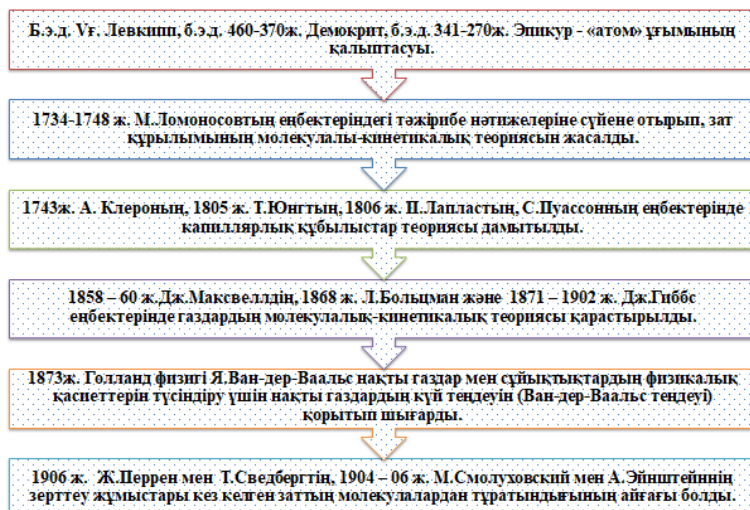 Б.э.д. Vғ. Левкипп, б.э.д. 460-370ж. Демокрит, б.э.д. 341-270ж. Эпикур - «атом» ұғымының
қалыптасуы.
1734-1748 ж. М.Ломоносовтың еңбектеріндегі тәжірибе нәтижелеріне сүйене отырып, зат
құрылымының молекулалы-кинетикалық теориясын жасалды.
1743ж. А. Клероның, 1805 ж. Т.Юнгтың, 1806 ж. П.Лапластың, С.Пуассонның еңбектерінде
капиллярлық құбылыстар теориясы дамытылды.
1858 – 60 ж.Дж.Максвеллдің, 1868 ж. Л.Больцман және 1871 – 1902 ж. Дж.Гиббс
еңбектерінде газдардың молекулалық-кинетикалық теориясы қарастырылды.
1873ж. Голланд физигі Я.Ван-дер-Ваальс нақты газдар мен сұйықтықтардың физикалық
қаспеттерін түсіндіру үшін нақты газдардың күй теңдеуін (Ван-дер-Ваальс теңдеуі)
қорытып шығарды.
1906 ж. Ж.Перрен мен Т.Сведбергтің, 1904 – 06 ж. М.Смолуховский мен А.Эйнштейннің
зерттеу жұмыстары кез келген заттың молекулалардан тұратындығының айғағы болды.